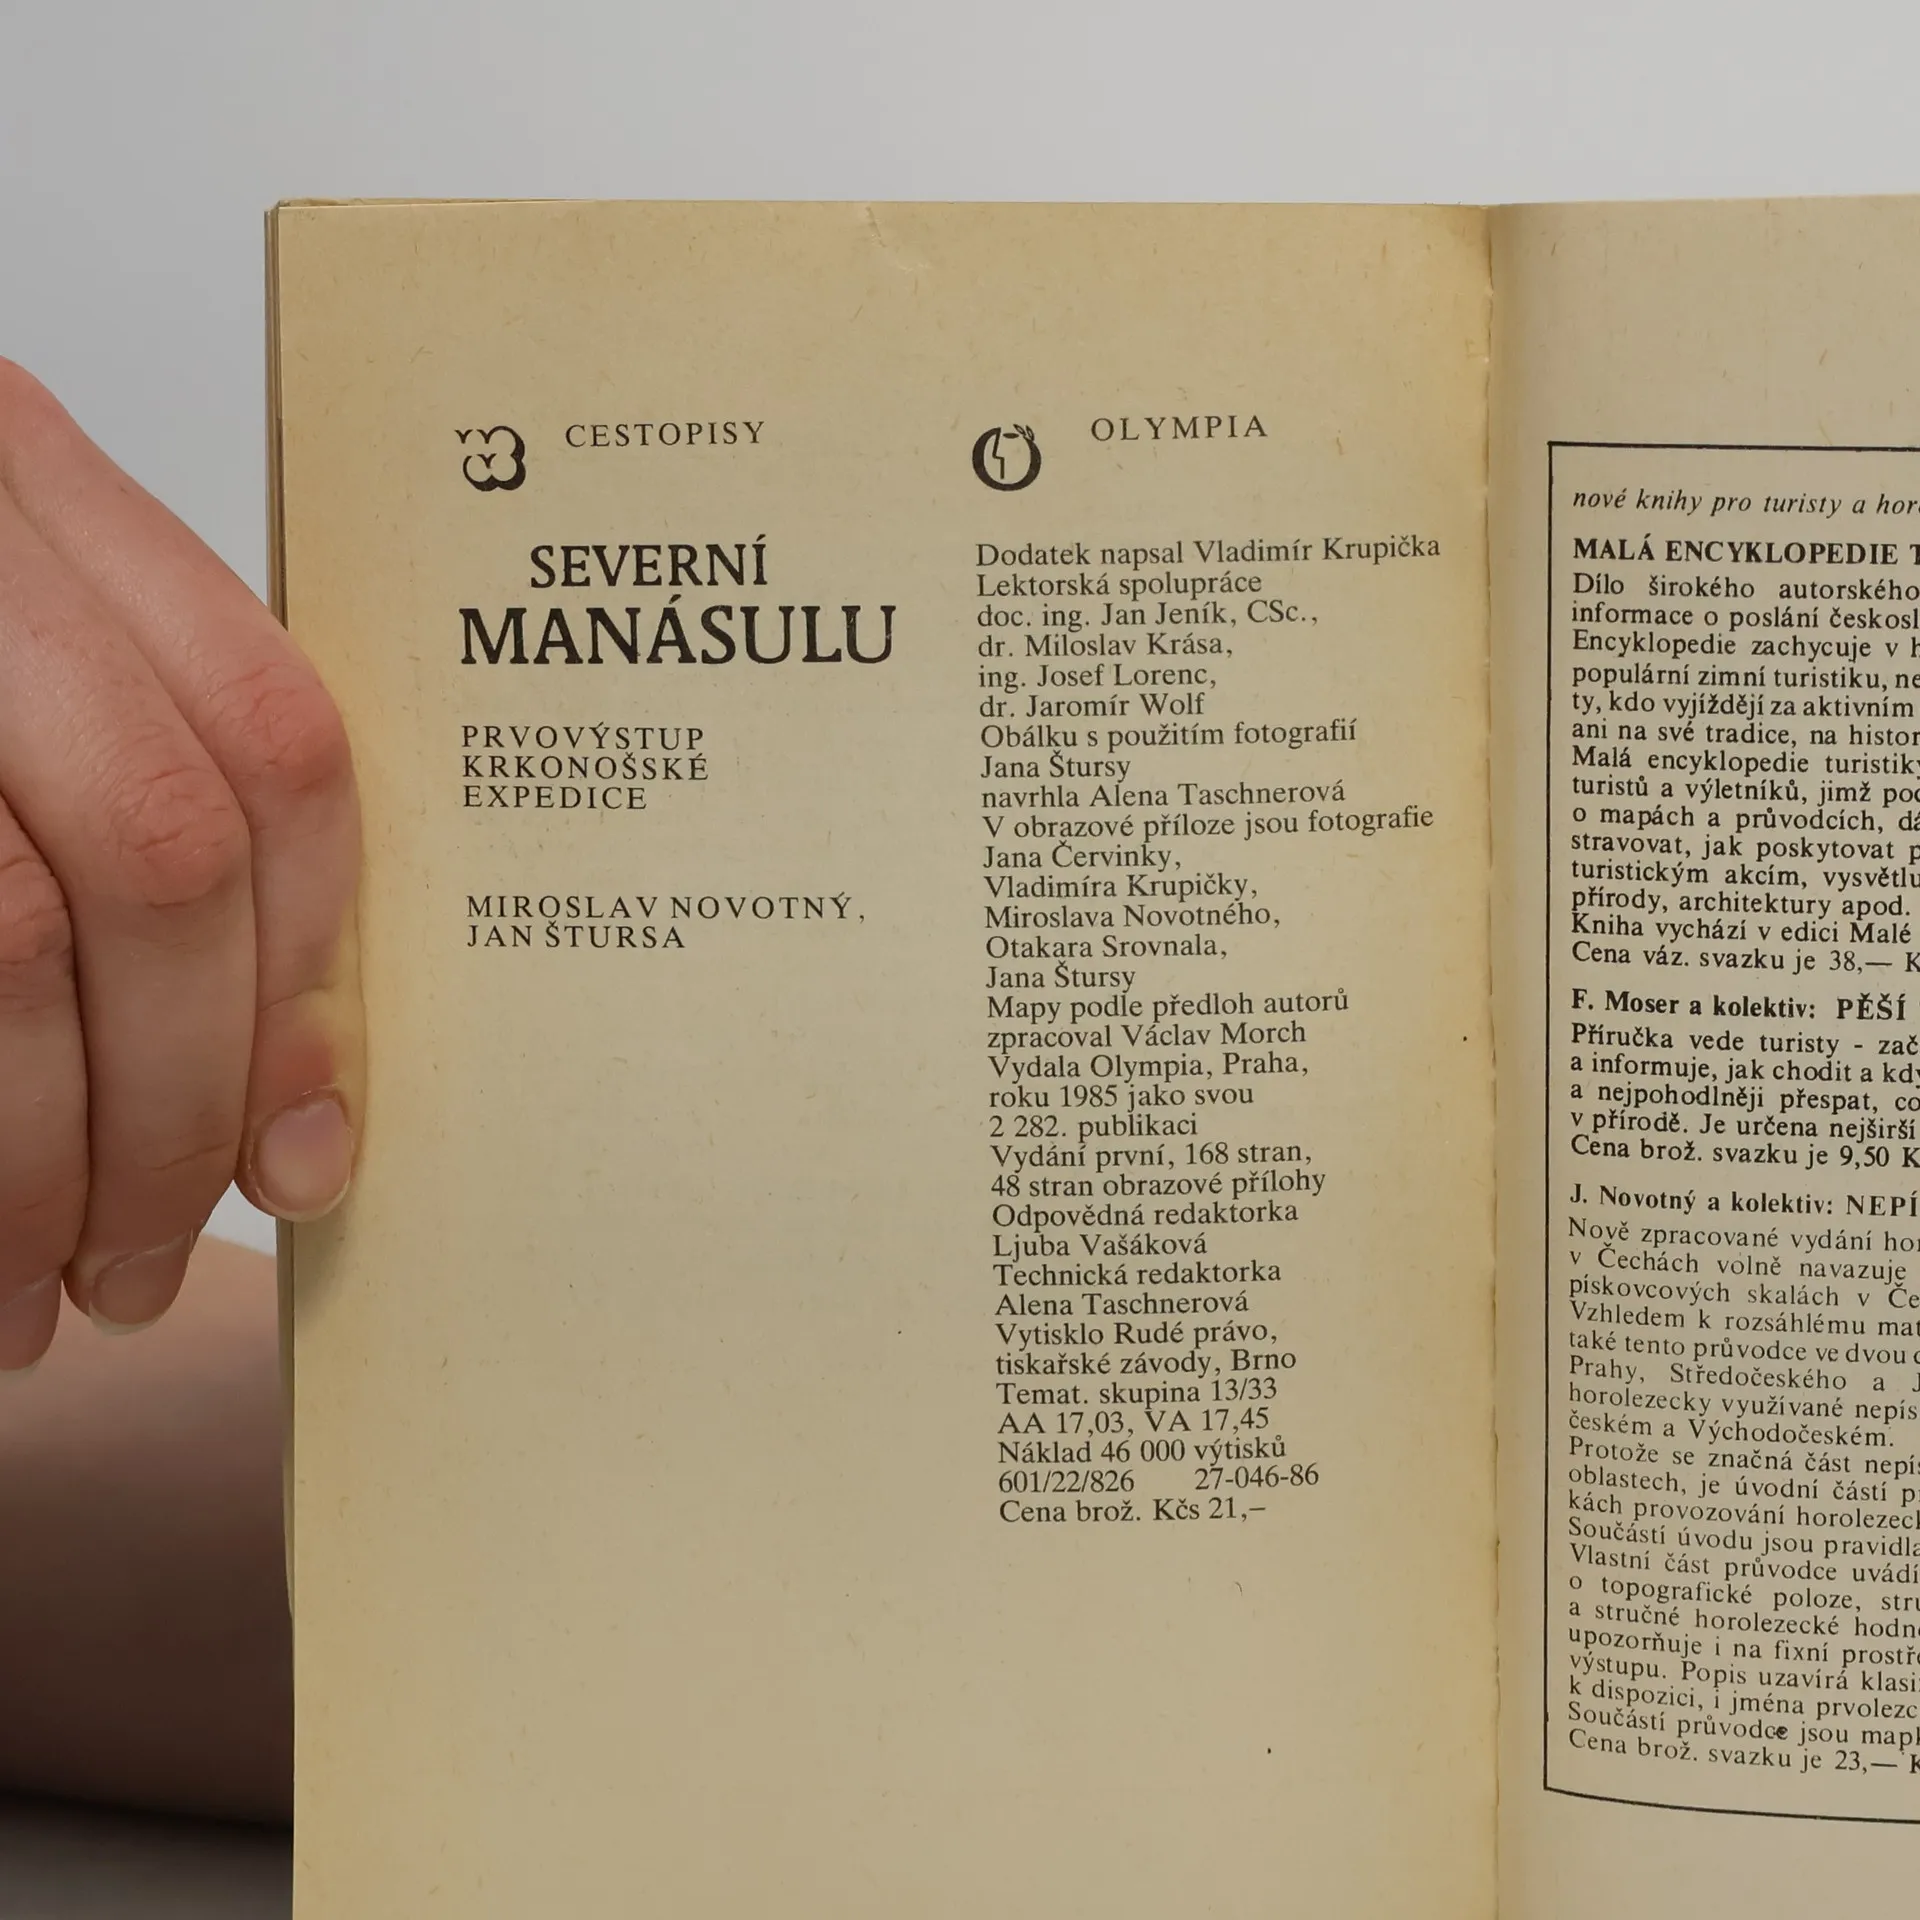 CESTOPISY
SEVERNÍ
MANÁSULU
PRVOVÝSTUP
KRKONOŠSKÉ
EXPEDICE
MIROSLAV NOVOTNÝ,
JAN ŠTURSA
OLYMPIA
Dodatek napsal Vladimír Krupička
Lektorská spolupráce
doc. ing. Jan Jeník, CSc.,
dr. Miloslav Krása,
ing. Josef Lorenc,
dr. Jaromír Wolf
Obálku s použitím fotografií
Jana Štursy
navrhla Alena Taschnerová
V obrazové příloze jsou fotografie
Jana Červinky,
Vladimíra Krupičky,
Miroslava Novotného,
Otakara Srovnala,
Jana Štursy
Mapy podle předloh autorů
zpracoval Václav Morch
Vydala Olympia, Praha,
roku 1985 jako svou
2 282. publikaci
Vydání první, 168 stran,
48 stran obrazové přílohy
Odpovědná redaktorka
Ljuba Vašáková
Technická redaktorka
Alena Taschnerová
Vytisklo Rudé právo,
tiskařské závody, Brno
Temat. skupina 13/33
AA 17,03, VA 17,45
Náklad 46 000 výtisků
601/22/826 27-046-86
Cena brož. Kčs 21,–
nové knihy pro turisty a
MALÁ ENCYKLOPEDIE
Dílo širokého autorského
informace o poslání
Encyklopedie zachycuje v
populární zimní turistiku,
ty, kdo vyjíždějí za aktivním
ani na své tradice, na
Malá encyklopedie
turistů a výletníků, jimž
o mapách a průvodcích,
stravovat, jak poskytovat
turistickým akcím,
přírody, architektury apod.
Kniha vychází v edici Malé
Cena váz. svazku je 38,—
F. Moser a kolektiv: PĚŠÍ
Příručka vede turisty -
a informuje, jak chodit a
a nejpohodlněji přespat,
v přírodě. Je určena nejširší
Cena brož. svazku je 9,50
J. Novotný a kolektiv:
Nově zpracované vydání
v Čechách volně navazuje
pískovcových skalách v
Vzhledem k rozsáhlému
také tento průvodce ve dvou
Prahy, Středočeského a
horolezecky využívané
českém a Východočeském.
Protože se značná část
oblastech, je úvodní částí
kách provozování
Součástí úvodu jsou pravidla
Vlastní část průvodce uvádí
o topografické poloze,
a stručné horolezecké
upozorňuje i na fixní
výstupu. Popis uzavírá
k dispozici, i jména
Součástí průvodce jsou
Cena brož. svazku je 23,—